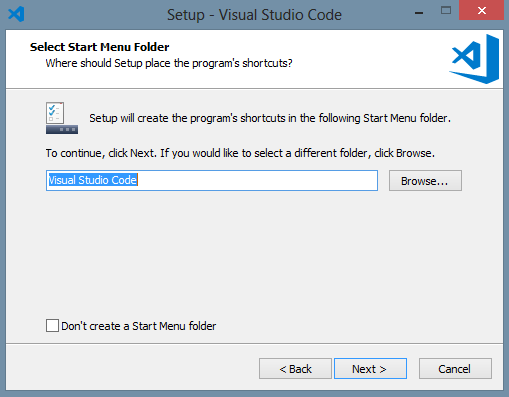 Setup - Visual Studio Code
Select Start Menu Folder
Where should Setup place the program's shortcuts?
Setup will create the program's shortcuts in the following Start Menu folder.
To continue, click Next. If you would like to select a different folder, click Browse.
Visual Studio Code
Browse...
Don't create a Start Menu folder
< Back
Next >
Cancel